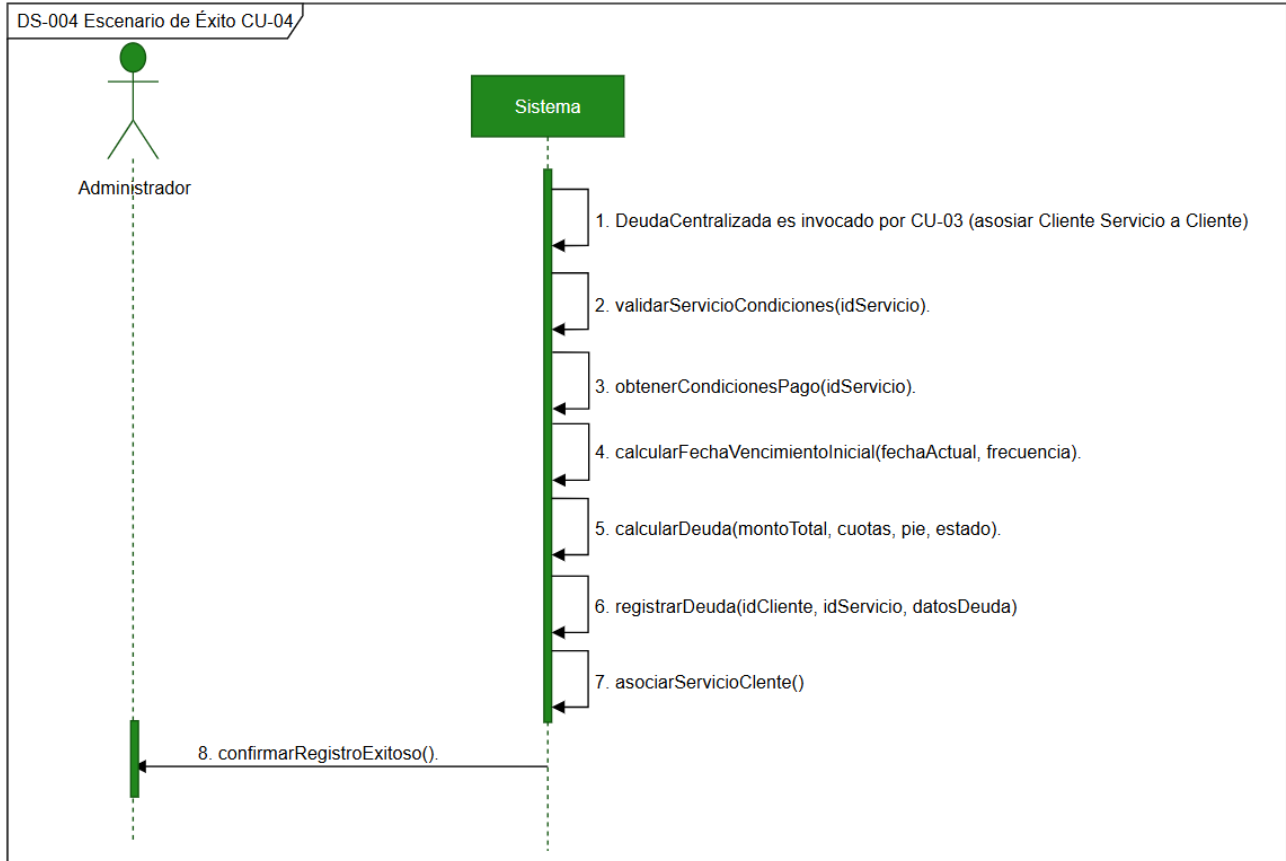 DS-004 Escenario de Éxito CU-04
Sistema
Administrador
1. DeudaCentralizada es invocado por CU-03 (asosiar Cliente Servicio a Cliente)
2. validarServicioCondiciones(idServicio).
3. obtenerCondicionesPago(idServicio).
4. calcularFechaVencimientoInicial(fechaActual, frecuencia).
5. calcularDeuda(montoTotal, cuotas, pie, estado).
6. registrarDeuda(idCliente, idServicio, datosDeuda)
7. asociarServicioClente()
8. confirmarRegistroExitoso().